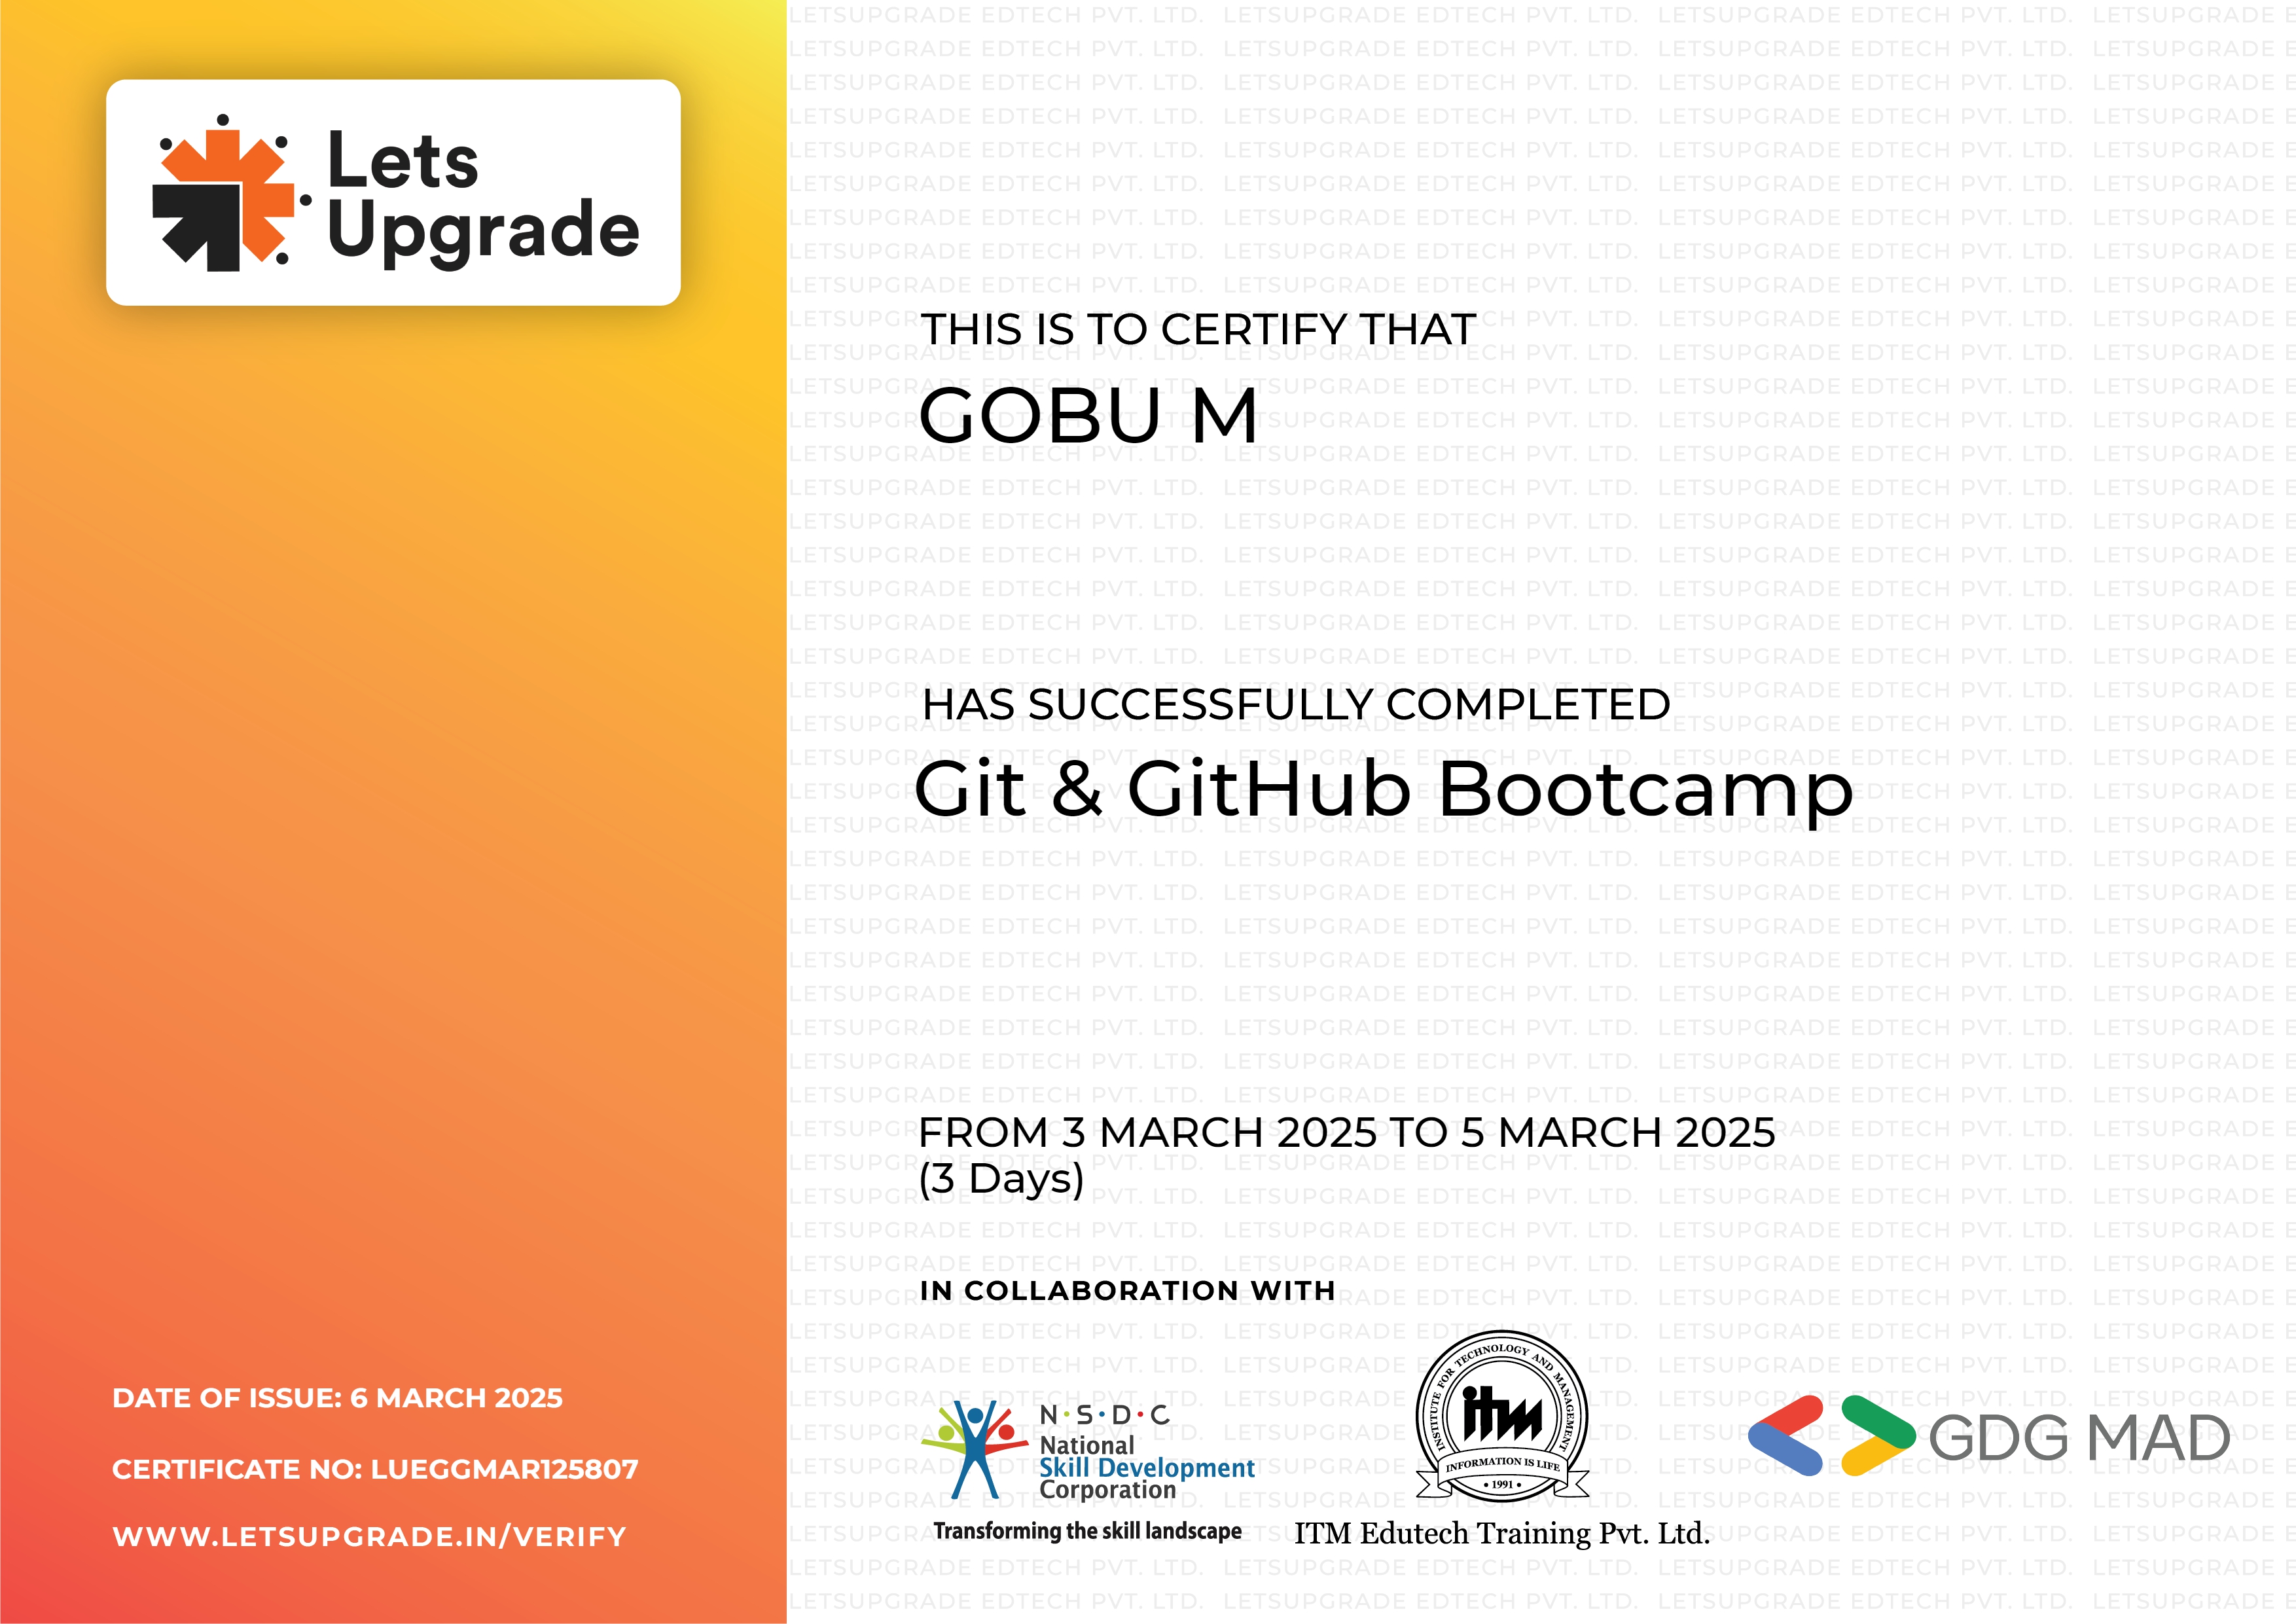 Lets
Upgrade
THIS IS TO CERTIFY THAT
GOBU M
HAS SUCCESSFULLY COMPLETED
Git & GitHub Bootcamp
FROM 3 MARCH 2025 TO 5 MARCH 2025
(3 Days)
IN COLLABORATION WITH
N·S·D·C
National
Skill Development
Corporation
Transforming the skill landscape
INSTITUTE FOR TECHNOLOGY AND MANAGEMENT
itm
INFORMATION IS LIFE
• 1991 •
ITM Edutech Training Pvt. Ltd.
GDG MAD
DATE OF ISSUE: 6 MARCH 2025
CERTIFICATE NO: LUEGGMAR125807
WWW.LETSUPGRADE.IN/VERIFY
LETSUPGRADE EDTECH PVT. LTD.